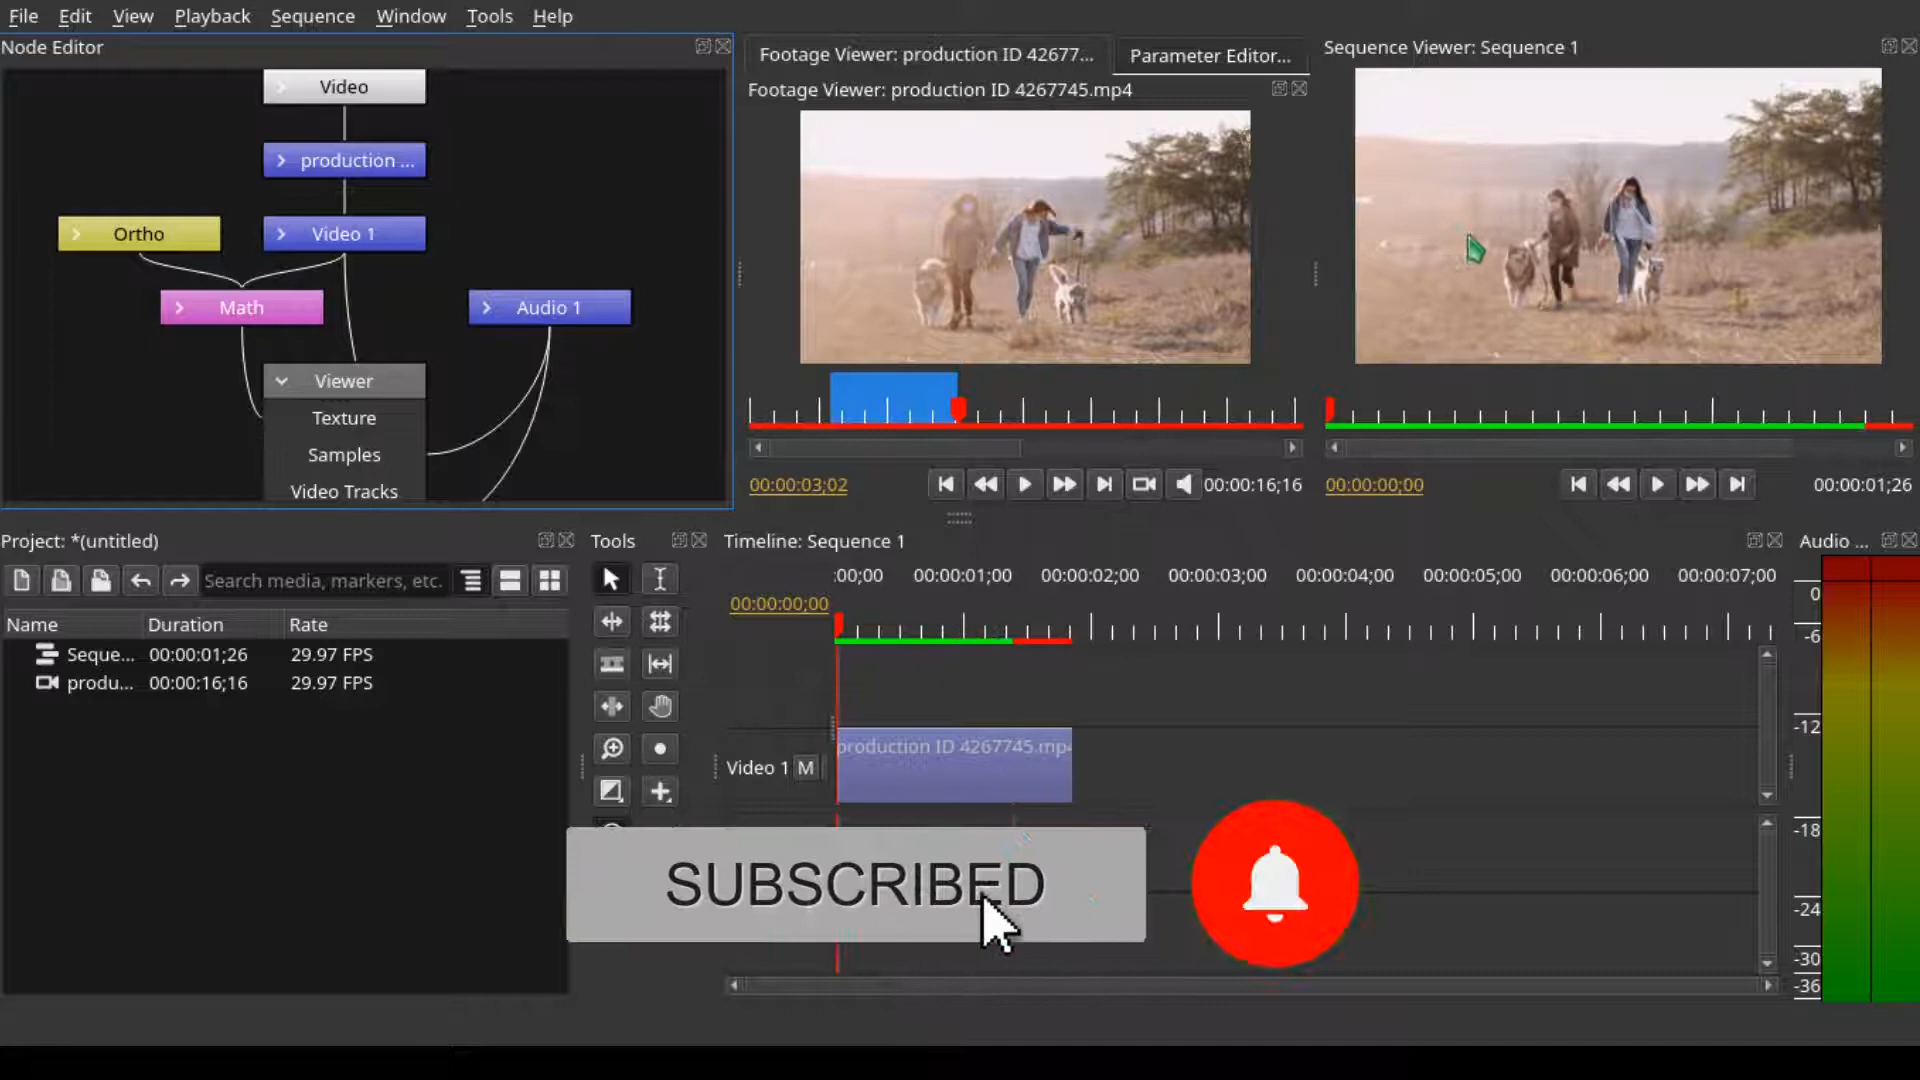 File Edit View Playback Sequence Window Tools Help
Node Editor
Video
production ...
Ortho
Video 1
Math
Audio 1
Viewer
Texture
Samples
Video Tracks
Footage Viewer: production ID 42677...
Parameter Editor...
Footage Viewer: production ID 4267745.mp4
00:00:03;02
00:00:16;16
Sequence Viewer: Sequence 1
00:00:00;00
00:00:01;26
Project: *(untitled)
Search media, markers, etc.
Name Duration Rate
Seque... 00:00:01;26 29.97 FPS
produ... 00:00:16;16 29.97 FPS
Tools
Timeline: Sequence 1
:00;00 00:00:01;00 00:00:02;00 00:00:03;00 00:00:04;00 00:00:05;00 00:00:06;00 00:00:07;00
00:00:00;00
production ID 4267745.mp4
Video 1 M
Audio ...
0
-6
-12
-18
-24
-30
-36
SUBSCRIBED